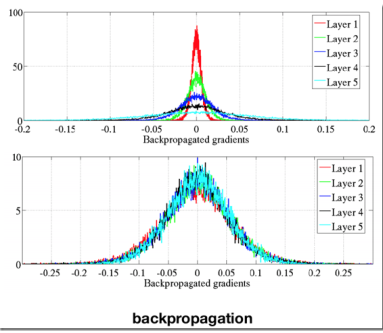 100
50
0
-0.2 -0.15 -0.1 -0.05 0 0.05 0.1 0.15 0.2
Backpropagated gradients
Layer 1
Layer 2
Layer 3
Layer 4
Layer 5
10
5
0
-0.25 -0.2 -0.15 -0.1 -0.05 0 0.05 0.1 0.15 0.2 0.25
Backpropagated gradients
Layer 1
Layer 2
Layer 3
Layer 4
Layer 5
backpropagation